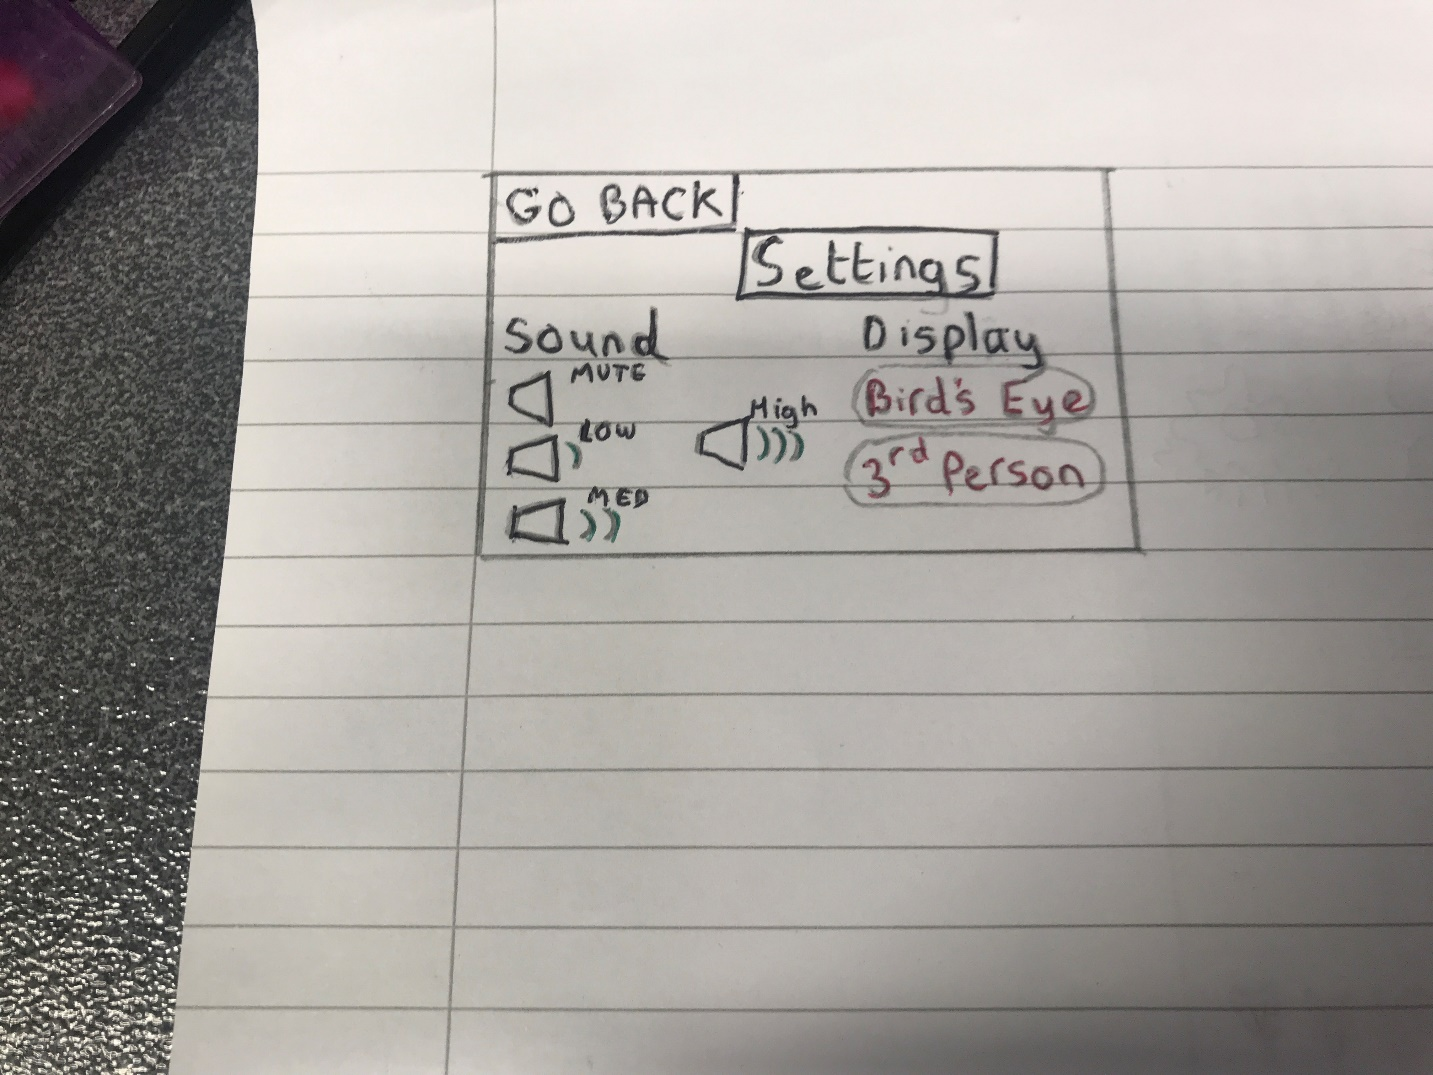 GO BACK
Settings
Sound
MUTE
LOW
MED
High
Display
Bird's Eye
3rd Person